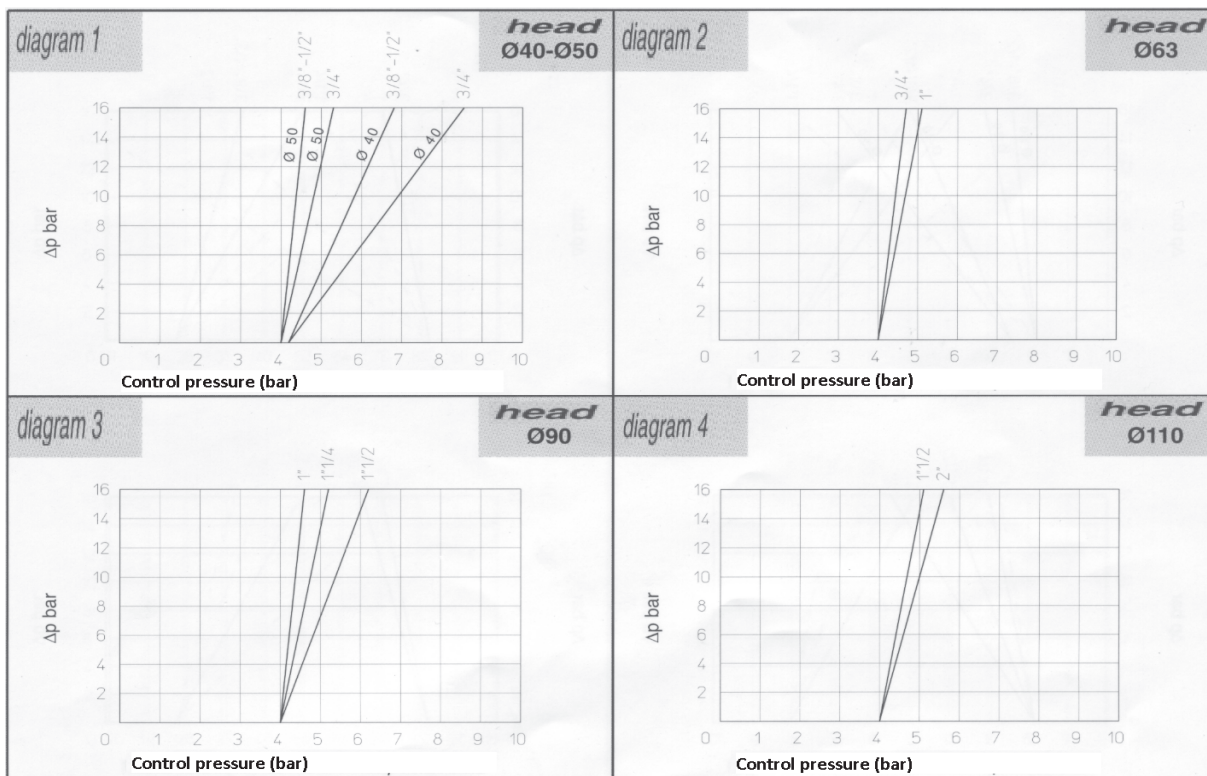 diagram 1
head
Ø40-Ø50
3/8"-1/2"
3/4"
3/8"-1/2"
3/4"
Ø 50
Ø 50
Ø 40
Ø 40
16
14
12
10
8
6
4
2
Δp bar
0 1 2 3 4 5 6 7 8 9 10
Control pressure (bar)
diagram 2
head
Ø63
3/4"
1"
16
14
12
10
8
6
4
2
Δp bar
0 1 2 3 4 5 6 7 8 9 10
Control pressure (bar)
diagram 3
head
Ø90
1"
1"1/4
1"1/2
16
14
12
10
8
6
4
2
Δp bar
0 1 2 3 4 5 6 7 8 9 10
Control pressure (bar)
diagram 4
head
Ø110
1"1/2
2"
16
14
12
10
8
6
4
2
Δp bar
0 1 2 3 4 5 6 7 8 9 10
Control pressure (bar)